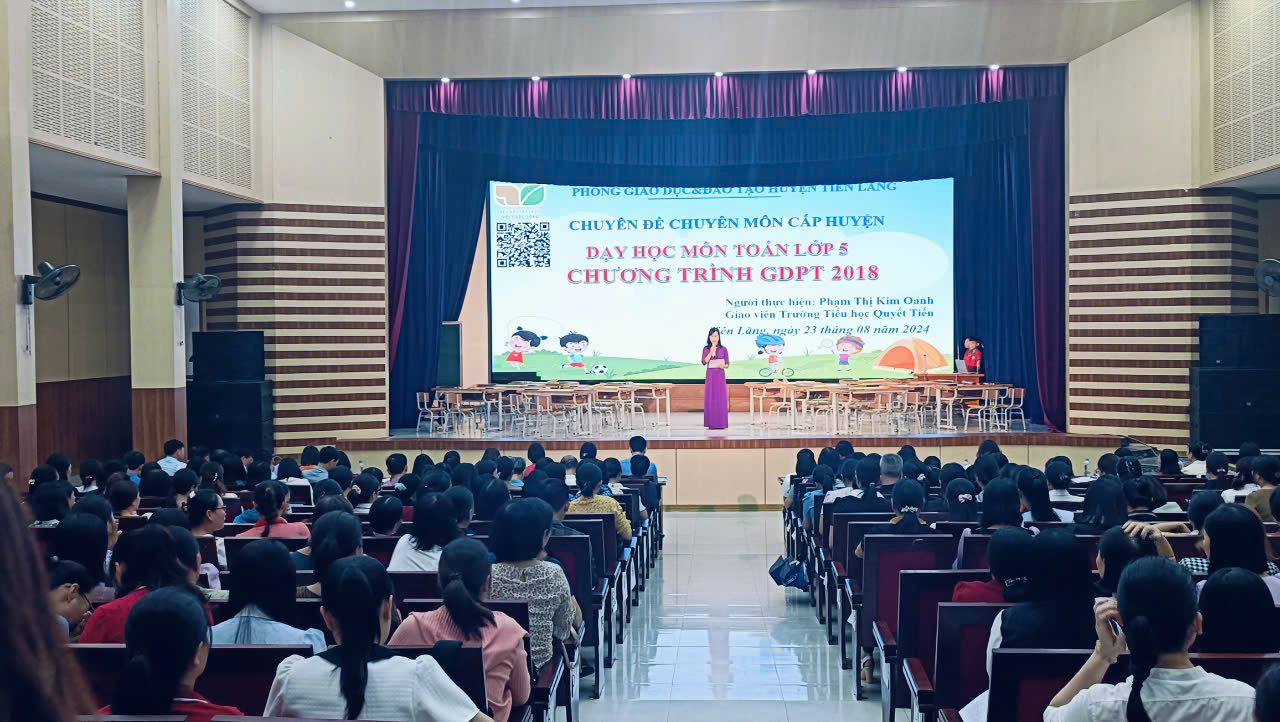 PHÒNG GIÁO DỤC&ĐÀO TẠO HUYỆN TIÊN LÃNG
CHUYÊN ĐỀ CHUYÊN MÔN CẤP HUYỆN
DẠY HỌC MÔN TOÁN LỚP 5
CHƯƠNG TRÌNH GDPT 2018
Người thực hiện: Phạm Thị Kim Oanh
Giáo viên Trường Tiểu học Quyết Tiến
Tiên Lãng, ngày 23 tháng 08 năm 2024